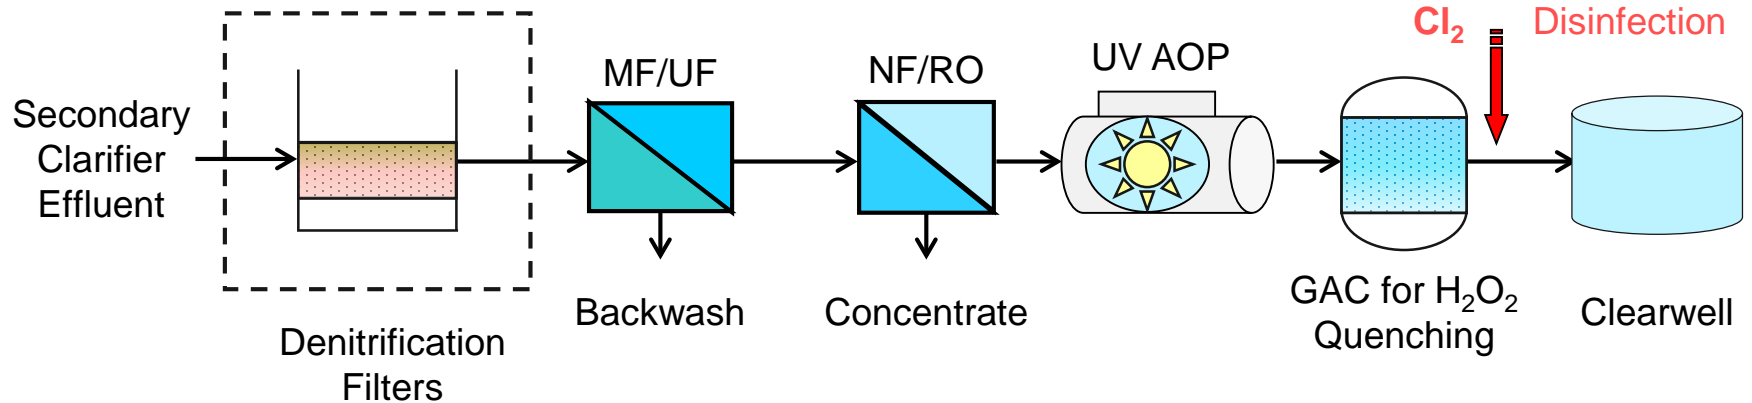 Secondary
Clarifier
Effluent
Denitrification
Filters
MF/UF
Backwash
NF/RO
Concentrate
UV AOP
GAC for H₂O₂
Quenching
Cl₂ Disinfection
Clearwell